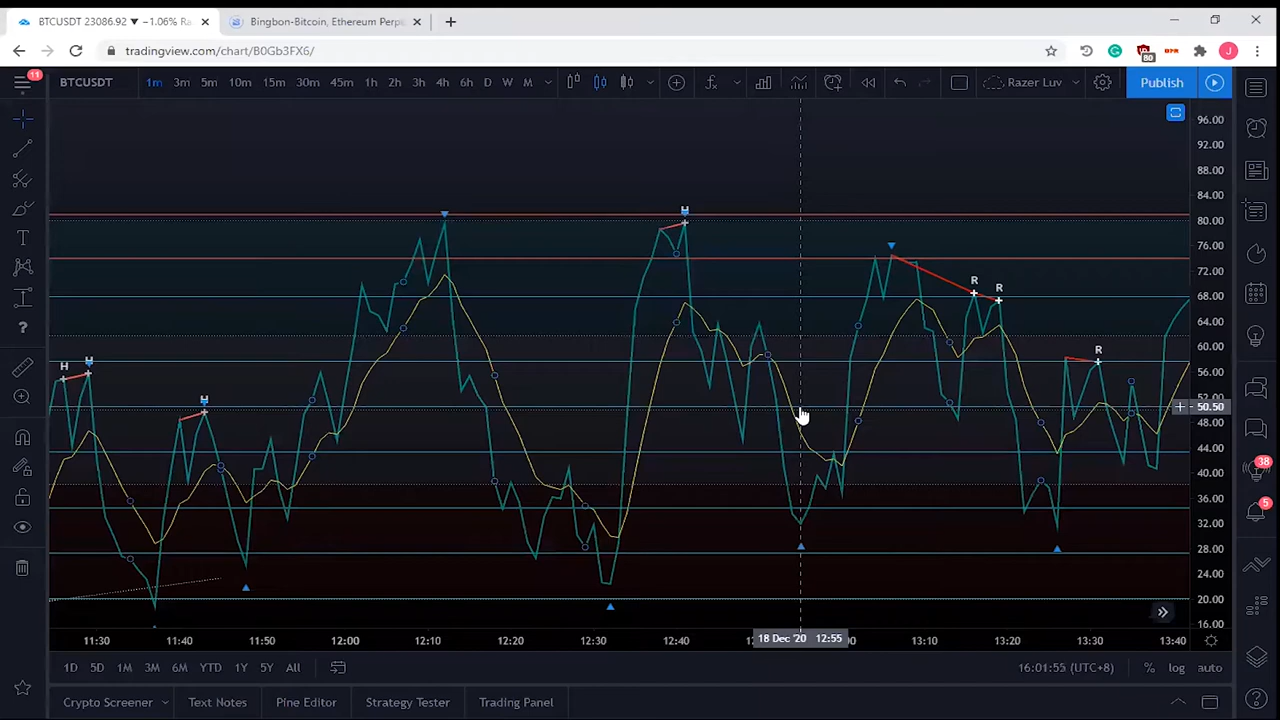 BTCUSDT 23086.92 ▼ −1.06% Ra
Bingbon-Bitcoin, Ethereum Perp
tradingview.com/chart/B0Gb3FX6/
80
J
11
BTCUSDT
1m 3m 5m 10m 15m 30m 45m 1h 2h 3h 4h 6h D W M
Razer Luv
Publish
96.00
92.00
88.00
84.00
80.00
76.00
72.00
68.00
64.00
60.00
56.00
52.00
50.50
48.00
44.00
40.00
36.00
32.00
28.00
24.00
20.00
16.00
H H H H R R R
38
5
11:30 11:40 11:50 12:00 12:10 12:20 12:30 12:40 18 Dec '20 12:55 13:10 13:20 13:30 13:40
1D 5D 1M 3M 6M YTD 1Y 5Y All
16:01:55 (UTC+8) % log auto
Crypto Screener Text Notes Pine Editor Strategy Tester Trading Panel